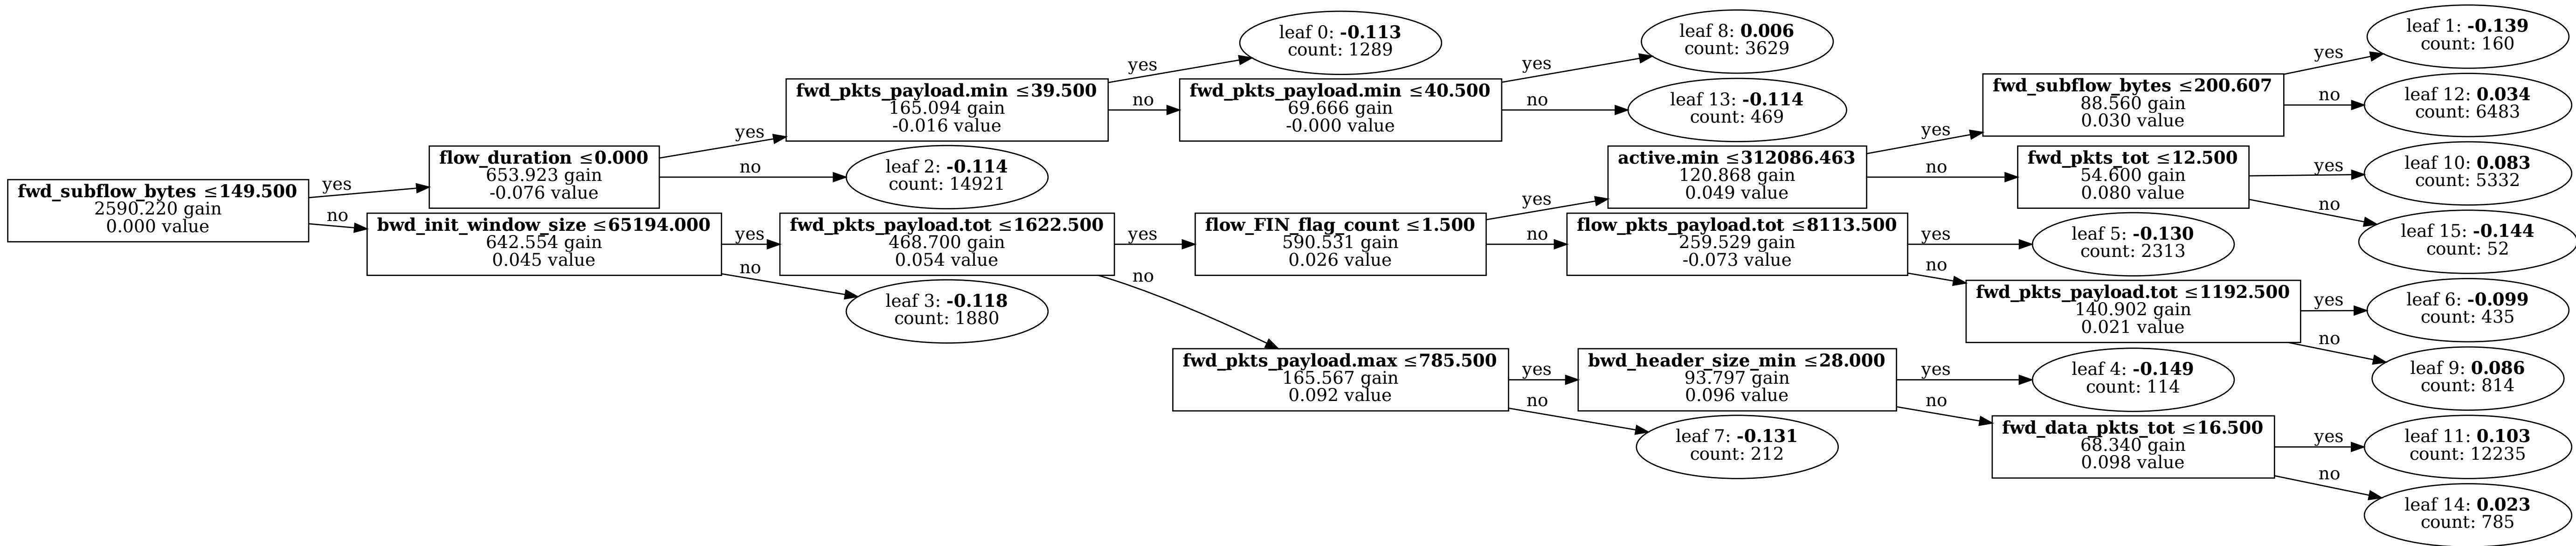 fwd_subflow_bytes ≤149.500
2590.220 gain
0.000 value
yes
no
flow_duration ≤0.000
653.923 gain
-0.076 value
yes
no
bwd_init_window_size ≤65194.000
642.554 gain
0.045 value
yes
no
fwd_pkts_payload.min ≤39.500
165.094 gain
-0.016 value
yes
no
leaf 2: -0.114
count: 14921
fwd_pkts_payload.tot ≤1622.500
468.700 gain
0.054 value
yes
no
leaf 3: -0.118
count: 1880
leaf 0: -0.113
count: 1289
fwd_pkts_payload.min ≤40.500
69.666 gain
-0.000 value
yes
no
flow_FIN_flag_count ≤1.500
590.531 gain
0.026 value
yes
no
fwd_pkts_payload.max ≤785.500
165.567 gain
0.092 value
yes
no
leaf 8: 0.006
count: 3629
leaf 13: -0.114
count: 469
active.min ≤312086.463
120.868 gain
0.049 value
yes
no
flow_pkts_payload.tot ≤8113.500
259.529 gain
-0.073 value
yes
no
bwd_header_size_min ≤28.000
93.797 gain
0.096 value
yes
no
leaf 7: -0.131
count: 212
fwd_subflow_bytes ≤200.607
88.560 gain
0.030 value
yes
no
fwd_pkts_tot ≤12.500
54.600 gain
0.080 value
yes
no
leaf 5: -0.130
count: 2313
fwd_pkts_payload.tot ≤1192.500
140.902 gain
0.021 value
yes
no
leaf 4: -0.149
count: 114
fwd_data_pkts_tot ≤16.500
68.340 gain
0.098 value
yes
no
leaf 1: -0.139
count: 160
leaf 12: 0.034
count: 6483
leaf 10: 0.083
count: 5332
leaf 15: -0.144
count: 52
leaf 6: -0.099
count: 435
leaf 9: 0.086
count: 814
leaf 11: 0.103
count: 12235
leaf 14: 0.023
count: 785